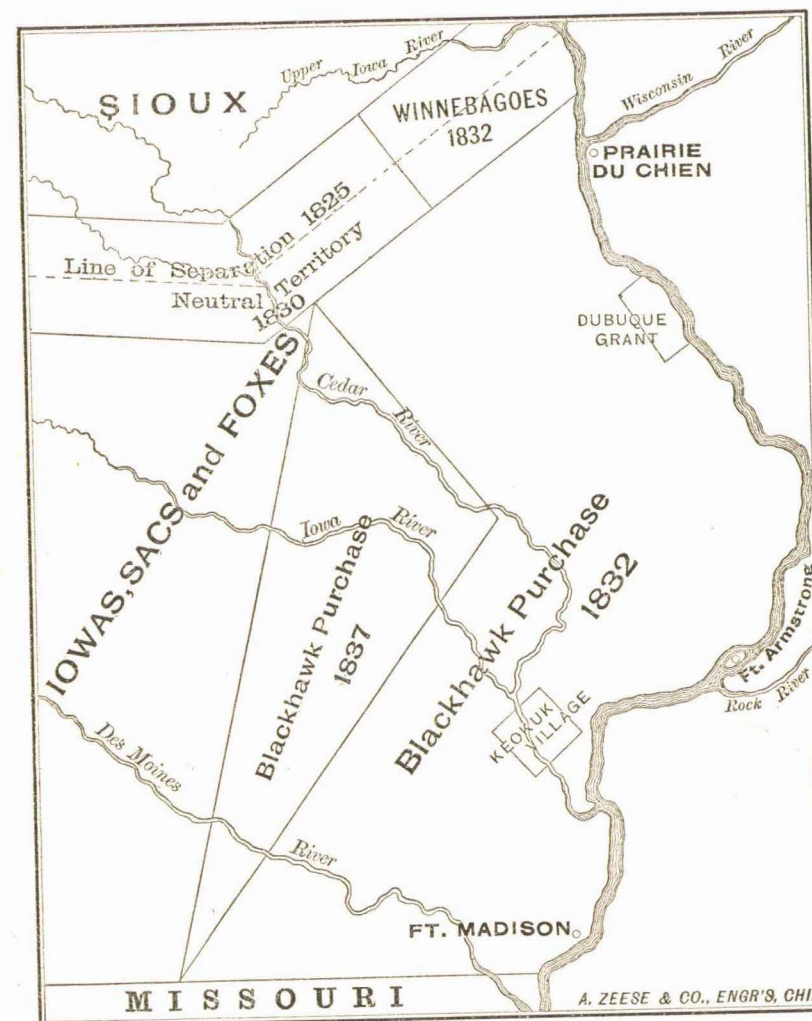 Upper Iowa River
SIOUX
WINNEBAGOES
1832
Wisconsin River
PRAIRIE
DU CHIEN
Line of Separation 1825
Neutral Territory
1830
DUBUQUE
GRANT
IOWAS, SACS and FOXES
Cedar River
Iowa River
Blackhawk Purchase
1837
Blackhawk Purchase
1832
Ft. Armstrong
Rock River
KEOKUK
VILLAGE
Des Moines River
FT. MADISON
MISSOURI
A. ZEESE & CO., ENGR'S, CHI